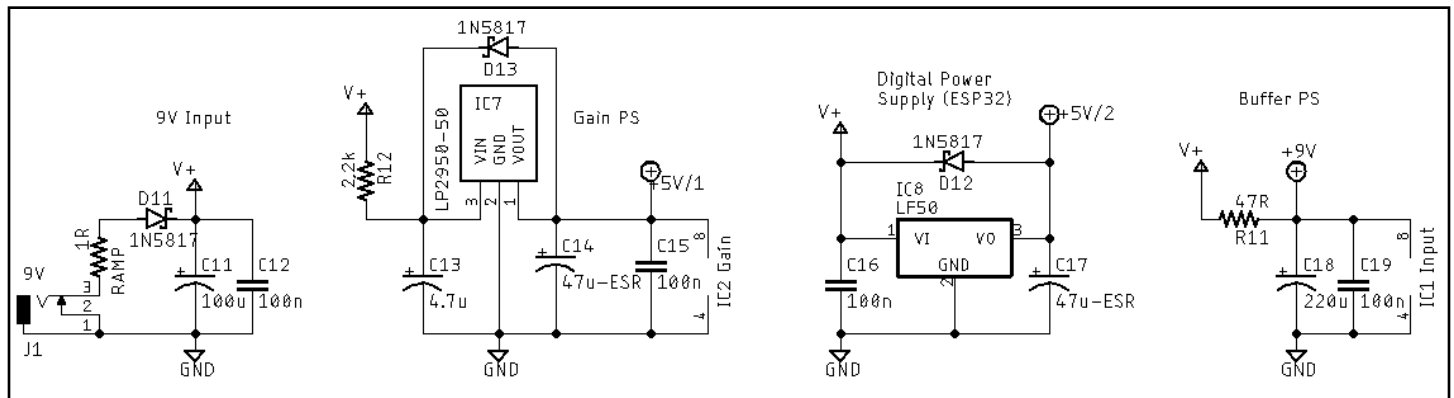 9V Input
V+
D11
1N5817
1R
RAMP
9V
V
3
2
1
J1
C11
100u
C12
100n
GND
1N5817
D13
V+
2.2k
R12
LP2950-50
IC7
VIN
GND
VOUT
3
2
1
Gain PS
+5V/1
C13
4.7u
C14
47u-ESR
C15
100n
8
4
IC2 Gain
GND
Digital Power
Supply (ESP32)
V+
+5V/2
1N5817
D12
IC8
LF50
1
VI
VO
3
GND
2
C16
100n
C17
47u-ESR
GND
Buffer PS
V+
+9V
47R
R11
C18
220u
C19
100n
8
4
IC1 Input
GND